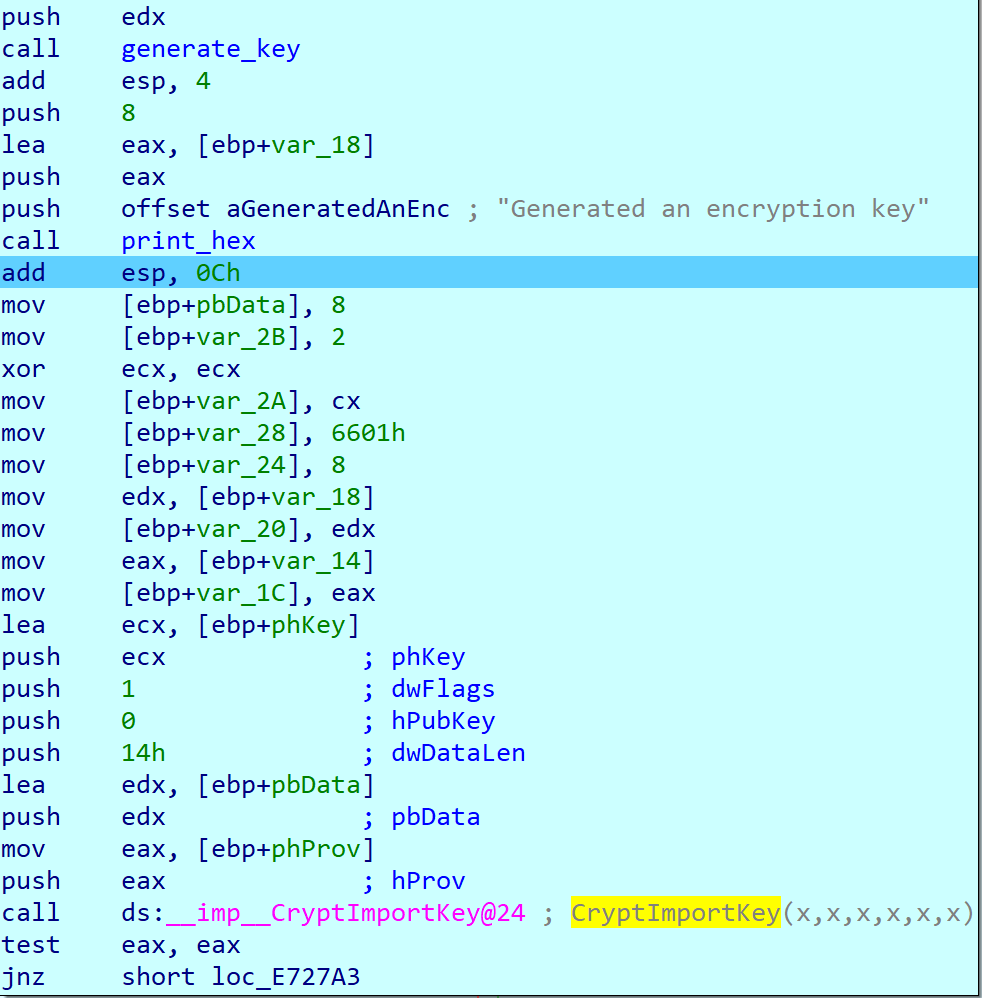 push edx
call generate_key
add esp, 4
push 8
lea eax, [ebp+var_18]
push eax
push offset aGeneratedAnEnc ; "Generated an encryption key"
call print_hex
add esp, 0Ch
mov [ebp+pbData], 8
mov [ebp+var_2B], 2
xor ecx, ecx
mov [ebp+var_2A], cx
mov [ebp+var_28], 6601h
mov [ebp+var_24], 8
mov edx, [ebp+var_18]
mov [ebp+var_20], edx
mov eax, [ebp+var_14]
mov [ebp+var_1C], eax
lea ecx, [ebp+phKey]
push ecx ; phKey
push 1 ; dwFlags
push 0 ; hPubKey
push 14h ; dwDataLen
lea edx, [ebp+pbData]
push edx ; pbData
mov eax, [ebp+phProv]
push eax ; hProv
call ds:__imp__CryptImportKey@24 ; CryptImportKey(x,x,x,x,x,x)
test eax, eax
jnz short loc_E727A3